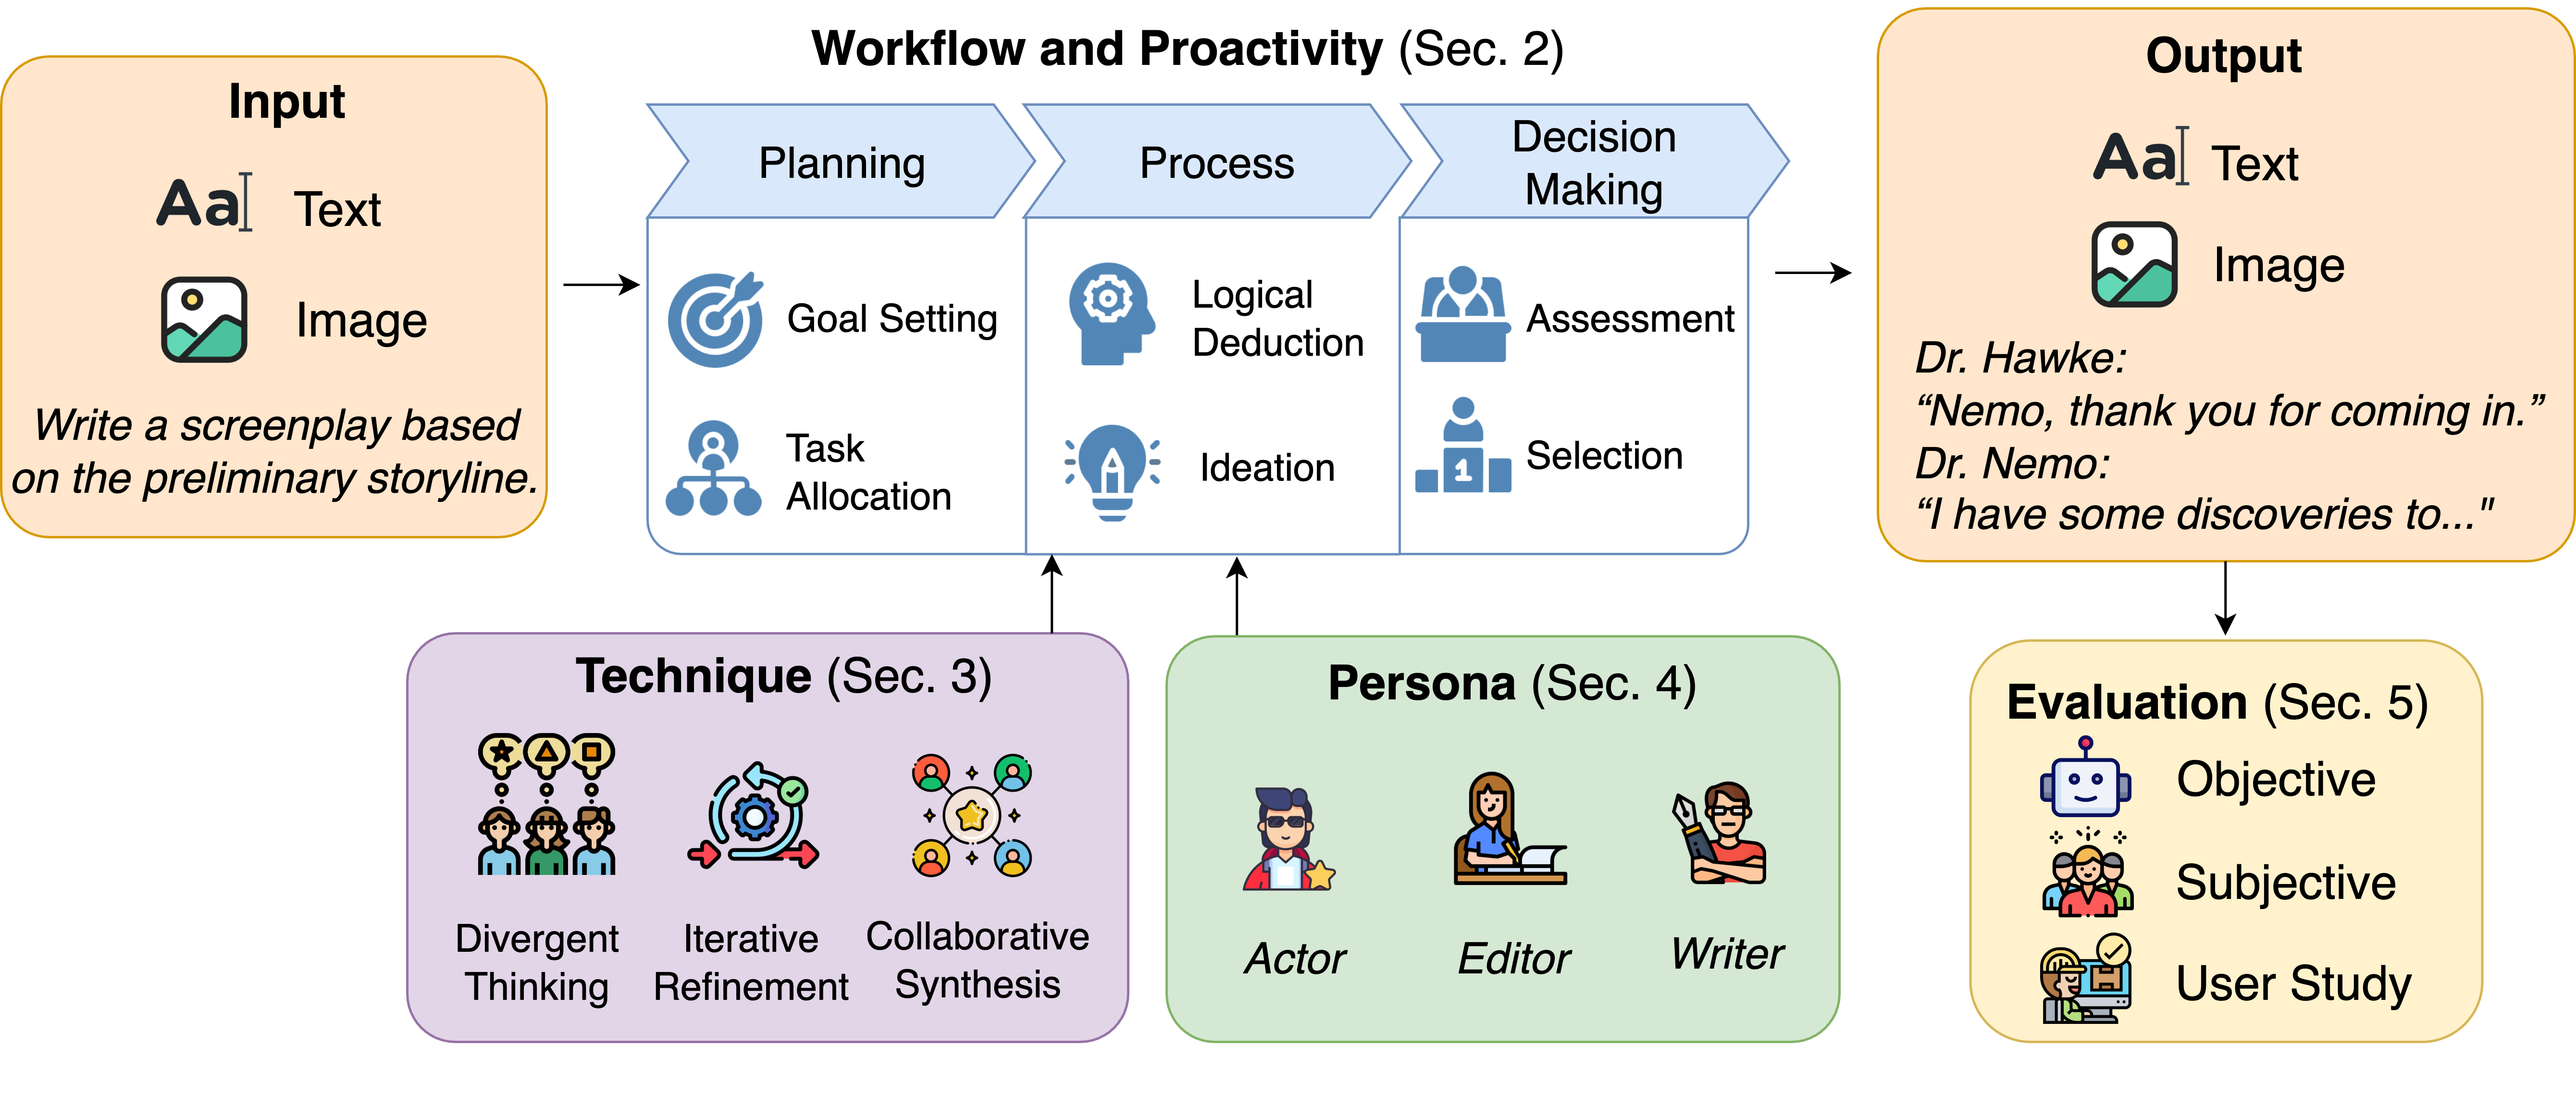 Input
Aa Text
Image
Write a screenplay based
on the preliminary storyline.
Workflow and Proactivity (Sec. 2)
Planning
Goal Setting
Task
Allocation
Process
Logical
Deduction
Ideation
Decision
Making
Assessment
1 Selection
Output
Aa Text
Image
Dr. Hawke:
“Nemo, thank you for coming in.”
Dr. Nemo:
“I have some discoveries to..."
Technique (Sec. 3)
Divergent
Thinking
Iterative
Refinement
Collaborative
Synthesis
Persona (Sec. 4)
Actor
Editor
Writer
Evaluation (Sec. 5)
Objective
Subjective
User Study